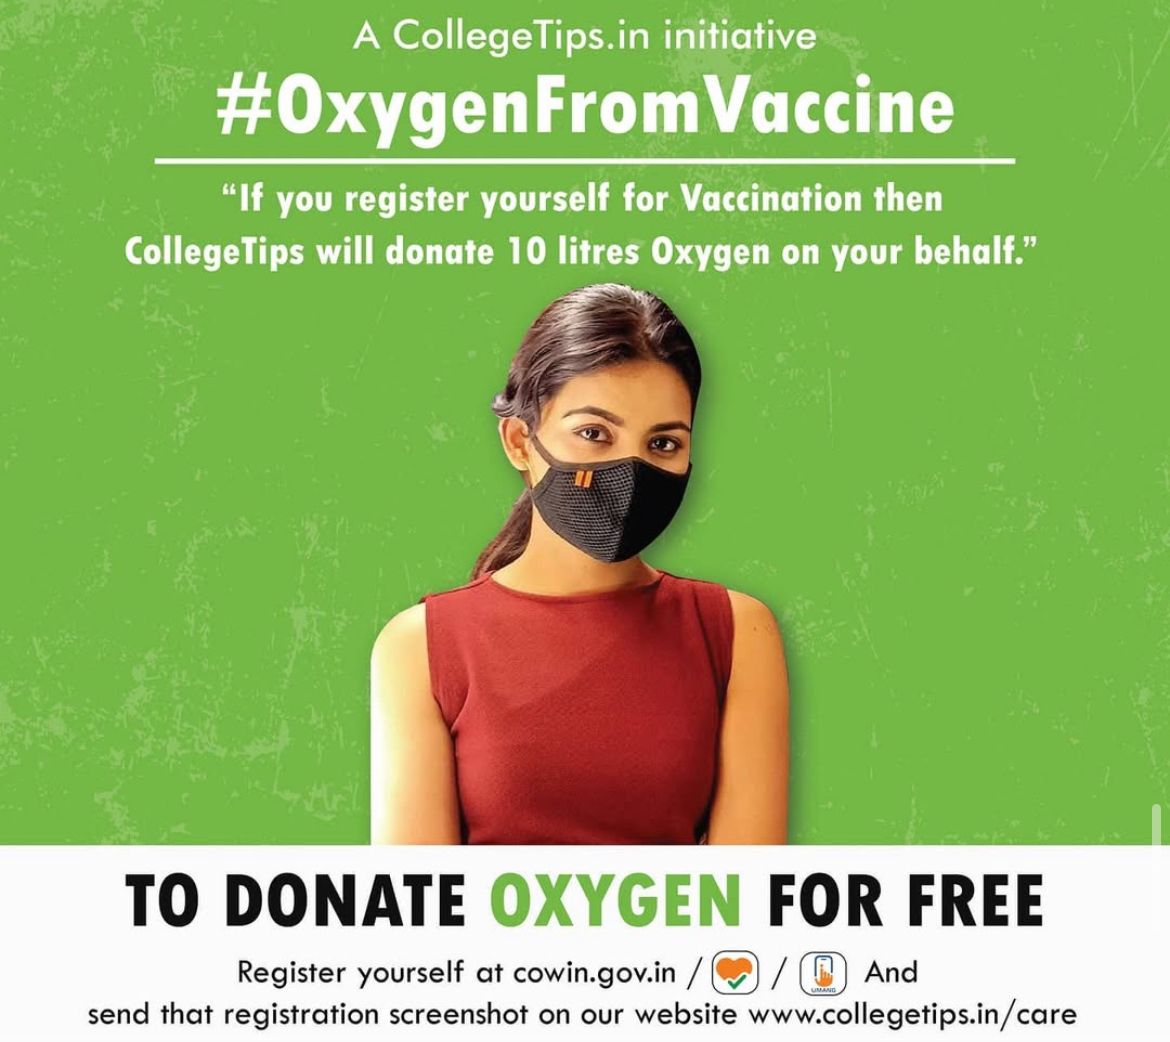 A CollegeTips.in initiative
#OxygenFromVaccine
“If you register yourself for Vaccination then
CollegeTips will donate 10 litres Oxygen on your behalf.”
TO DONATE OXYGEN FOR FREE
Register yourself at cowin.gov.in / / UMANG And
send that registration screenshot on our website www.collegetips.in/care